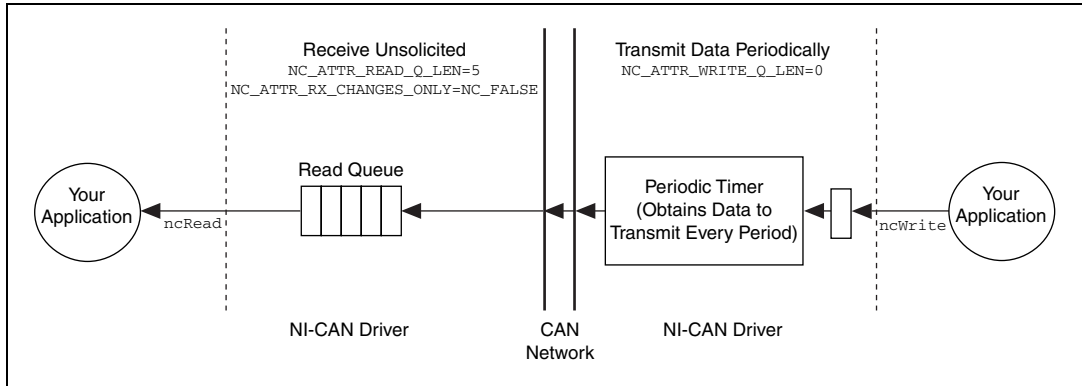 Receive Unsolicited
NC_ATTR_READ_Q_LEN=5
NC_ATTR_RX_CHANGES_ONLY=NC_FALSE
Transmit Data Periodically
NC_ATTR_WRITE_Q_LEN=0
Your
Application
ncRead
Read Queue
Periodic Timer
(Obtains Data to
Transmit Every Period)
ncWrite
Your
Application
NI-CAN Driver
CAN
Network
NI-CAN Driver